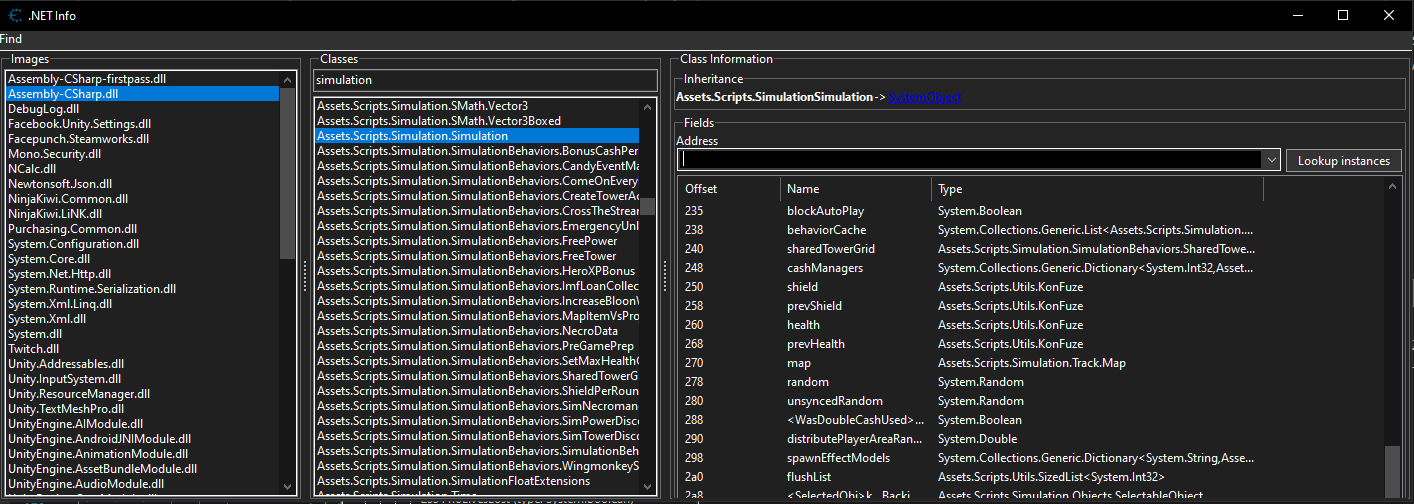 .NET Info
Find
Images
Assembly-CSharp-firstpass.dll
Assembly-CSharp.dll
DebugLog.dll
Facebook.Unity.Settings.dll
Facepunch.Steamworks.dll
Mono.Security.dll
NCalc.dll
Newtonsoft.Json.dll
NinjaKiwi.Common.dll
NinjaKiwi.LiNK.dll
Purchasing.Common.dll
System.Configuration.dll
System.Core.dll
System.Net.Http.dll
System.Runtime.Serialization.dll
System.Xml.Linq.dll
System.Xml.dll
System.dll
Twitch.dll
Unity.Addressables.dll
Unity.InputSystem.dll
Unity.ResourceManager.dll
Unity.TextMeshPro.dll
UnityEngine.AIModule.dll
UnityEngine.AndroidJNIModule.dll
UnityEngine.AnimationModule.dll
UnityEngine.AssetBundleModule.dll
UnityEngine.AudioModule.dll
Classes
simulation
Assets.Scripts.Simulation.SMath.Vector3
Assets.Scripts.Simulation.SMath.Vector3Boxed
Assets.Scripts.Simulation.Simulation
Assets.Scripts.Simulation.SimulationBehaviors.BonusCashPer
Assets.Scripts.Simulation.SimulationBehaviors.CandyEventMa
Assets.Scripts.Simulation.SimulationBehaviors.ComeOnEvery
Assets.Scripts.Simulation.SimulationBehaviors.CreateTowerAc
Assets.Scripts.Simulation.SimulationBehaviors.CrossTheStrean
Assets.Scripts.Simulation.SimulationBehaviors.EmergencyUnl
Assets.Scripts.Simulation.SimulationBehaviors.FreePower
Assets.Scripts.Simulation.SimulationBehaviors.FreeTower
Assets.Scripts.Simulation.SimulationBehaviors.HeroXPBonus
Assets.Scripts.Simulation.SimulationBehaviors.ImfLoanCollec
Assets.Scripts.Simulation.SimulationBehaviors.IncreaseBloonW
Assets.Scripts.Simulation.SimulationBehaviors.MapItemVsPro
Assets.Scripts.Simulation.SimulationBehaviors.NecroData
Assets.Scripts.Simulation.SimulationBehaviors.PreGamePrep
Assets.Scripts.Simulation.SimulationBehaviors.SetMaxHealthC
Assets.Scripts.Simulation.SimulationBehaviors.SharedTowerG
Assets.Scripts.Simulation.SimulationBehaviors.ShieldPerRoun
Assets.Scripts.Simulation.SimulationBehaviors.SimNecroman
Assets.Scripts.Simulation.SimulationBehaviors.SimPowerDisc
Assets.Scripts.Simulation.SimulationBehaviors.SimTowerDisc
Assets.Scripts.Simulation.SimulationBehaviors.SimulationBeh
Assets.Scripts.Simulation.SimulationBehaviors.WingmonkeyS
Assets.Scripts.Simulation.SimulationFloatExtensions
Assets.Scripts.Simulation.Time
Class Information
Inheritance
Assets.Scripts.SimulationSimulation->SystemObject
Fields
Address
Lookup instances
Offset Name Type
235 blockAutoPlay System.Boolean
238 behaviorCache System.Collections.Generic.List<Assets.Scripts.Simulation....
240 sharedTowerGrid Assets.Scripts.Simulation.SimulationBehaviors.SharedTowe...
248 cashManagers System.Collections.Generic.Dictionary<System.Int32,Asset...
250 shield Assets.Scripts.Utils.KonFuze
258 prevShield Assets.Scripts.Utils.KonFuze
260 health Assets.Scripts.Utils.KonFuze
268 prevHealth Assets.Scripts.Utils.KonFuze
270 map Assets.Scripts.Simulation.Track.Map
278 random System.Random
280 unsyncedRandom System.Random
288 <WasDoubleCashUsed>... System.Boolean
290 distributePlayerAreaRan... System.Double
298 spawnEffectModels System.Collections.Generic.Dictionary<System.String,Asse...
2a0 flushList Assets.Scripts.Utils.SizedList<System.Int32>
2a8 <SelectedObj>k__Backi... Assets.Scripts.Simulation.Objects.SelectableObject